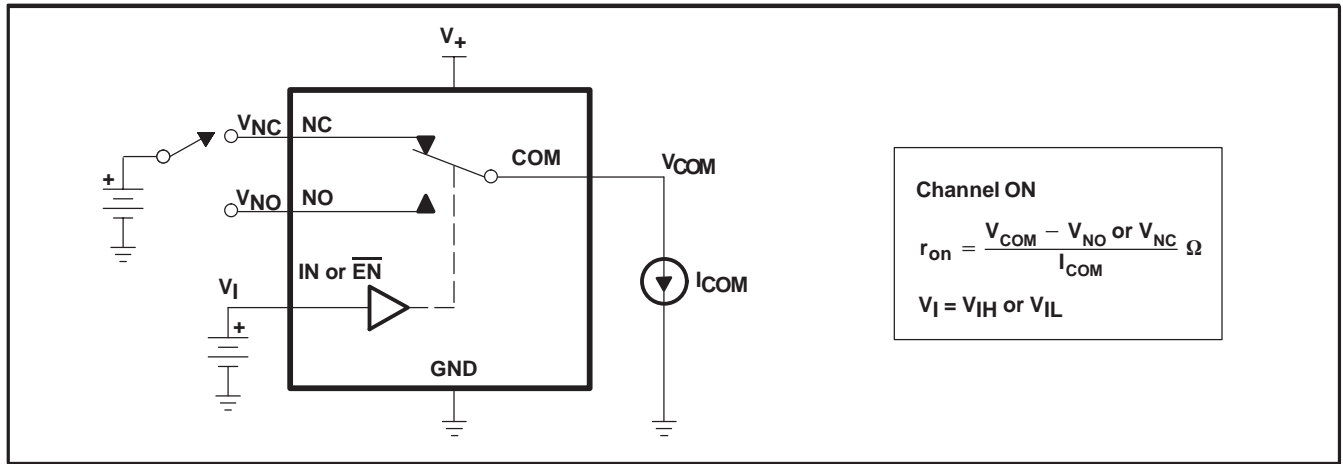 V+
VNC NC
COM
VCOM
+
VNO NO
IN or EN
VI
ICOM
+
GND
Channel ON
ron = VCOM − VNO or VNC / ICOM Ω
VI = VIH or VIL